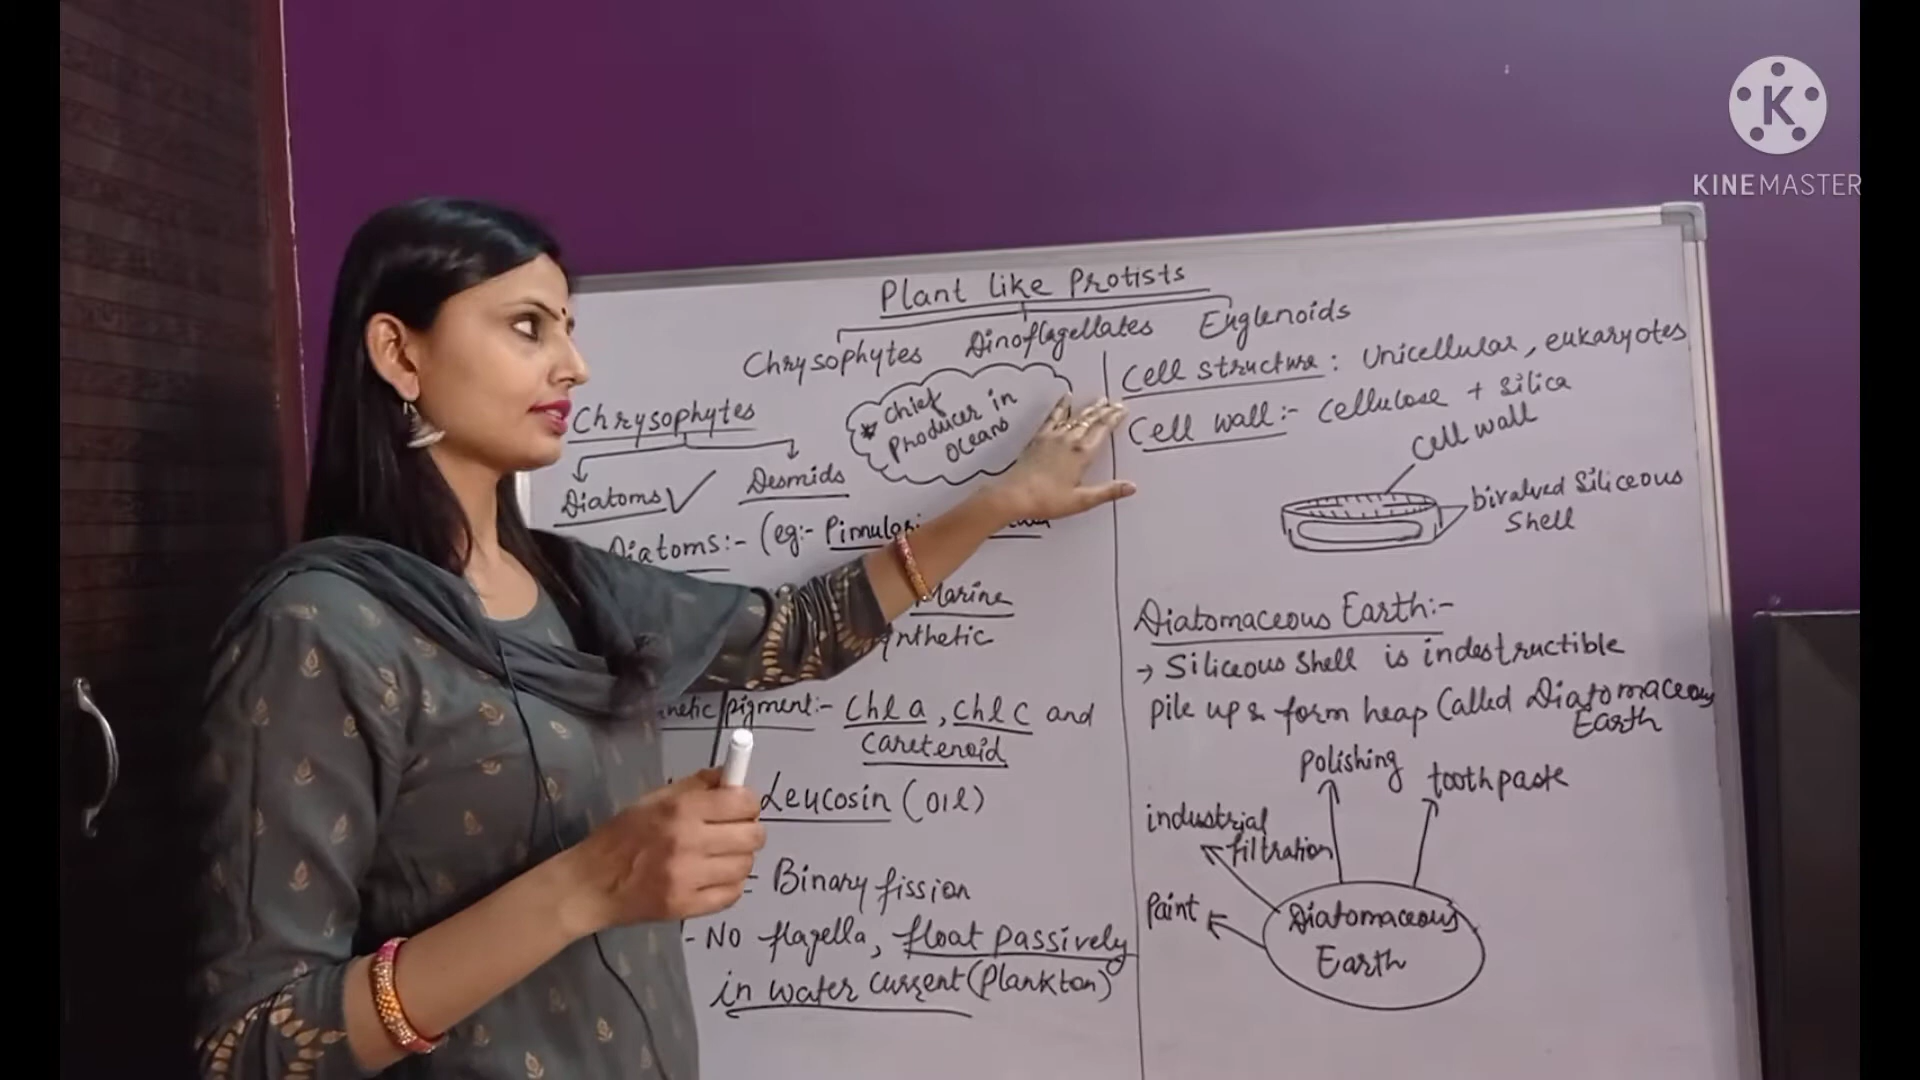 KINEMASTER
Plant like Protists
Chrysophytes Dinoflagellates Euglenoids
Chrysophytes
Diatoms ✓ Desmids
* Chief
Producer in
oceans
Diatoms:- (eg:-
Marine
pigment:- Chl a, Chl c and
Caretenoid
Leucosin (oil)
Binary fission
- No flagella, float passively
in water current (Plankton)
Cell structure: Unicellular, eukaryotes
Cell wall:- Cellulose + Silica
Cell wall
bivalved Siliceous
Shell
Diatomaceous Earth:-
→ Siliceous Shell is indestructible
pile up & form heap Called Diatomaceous
Earth
Polishing
toothpaste
industrial
filtration
Paint
Diatomaceous
Earth